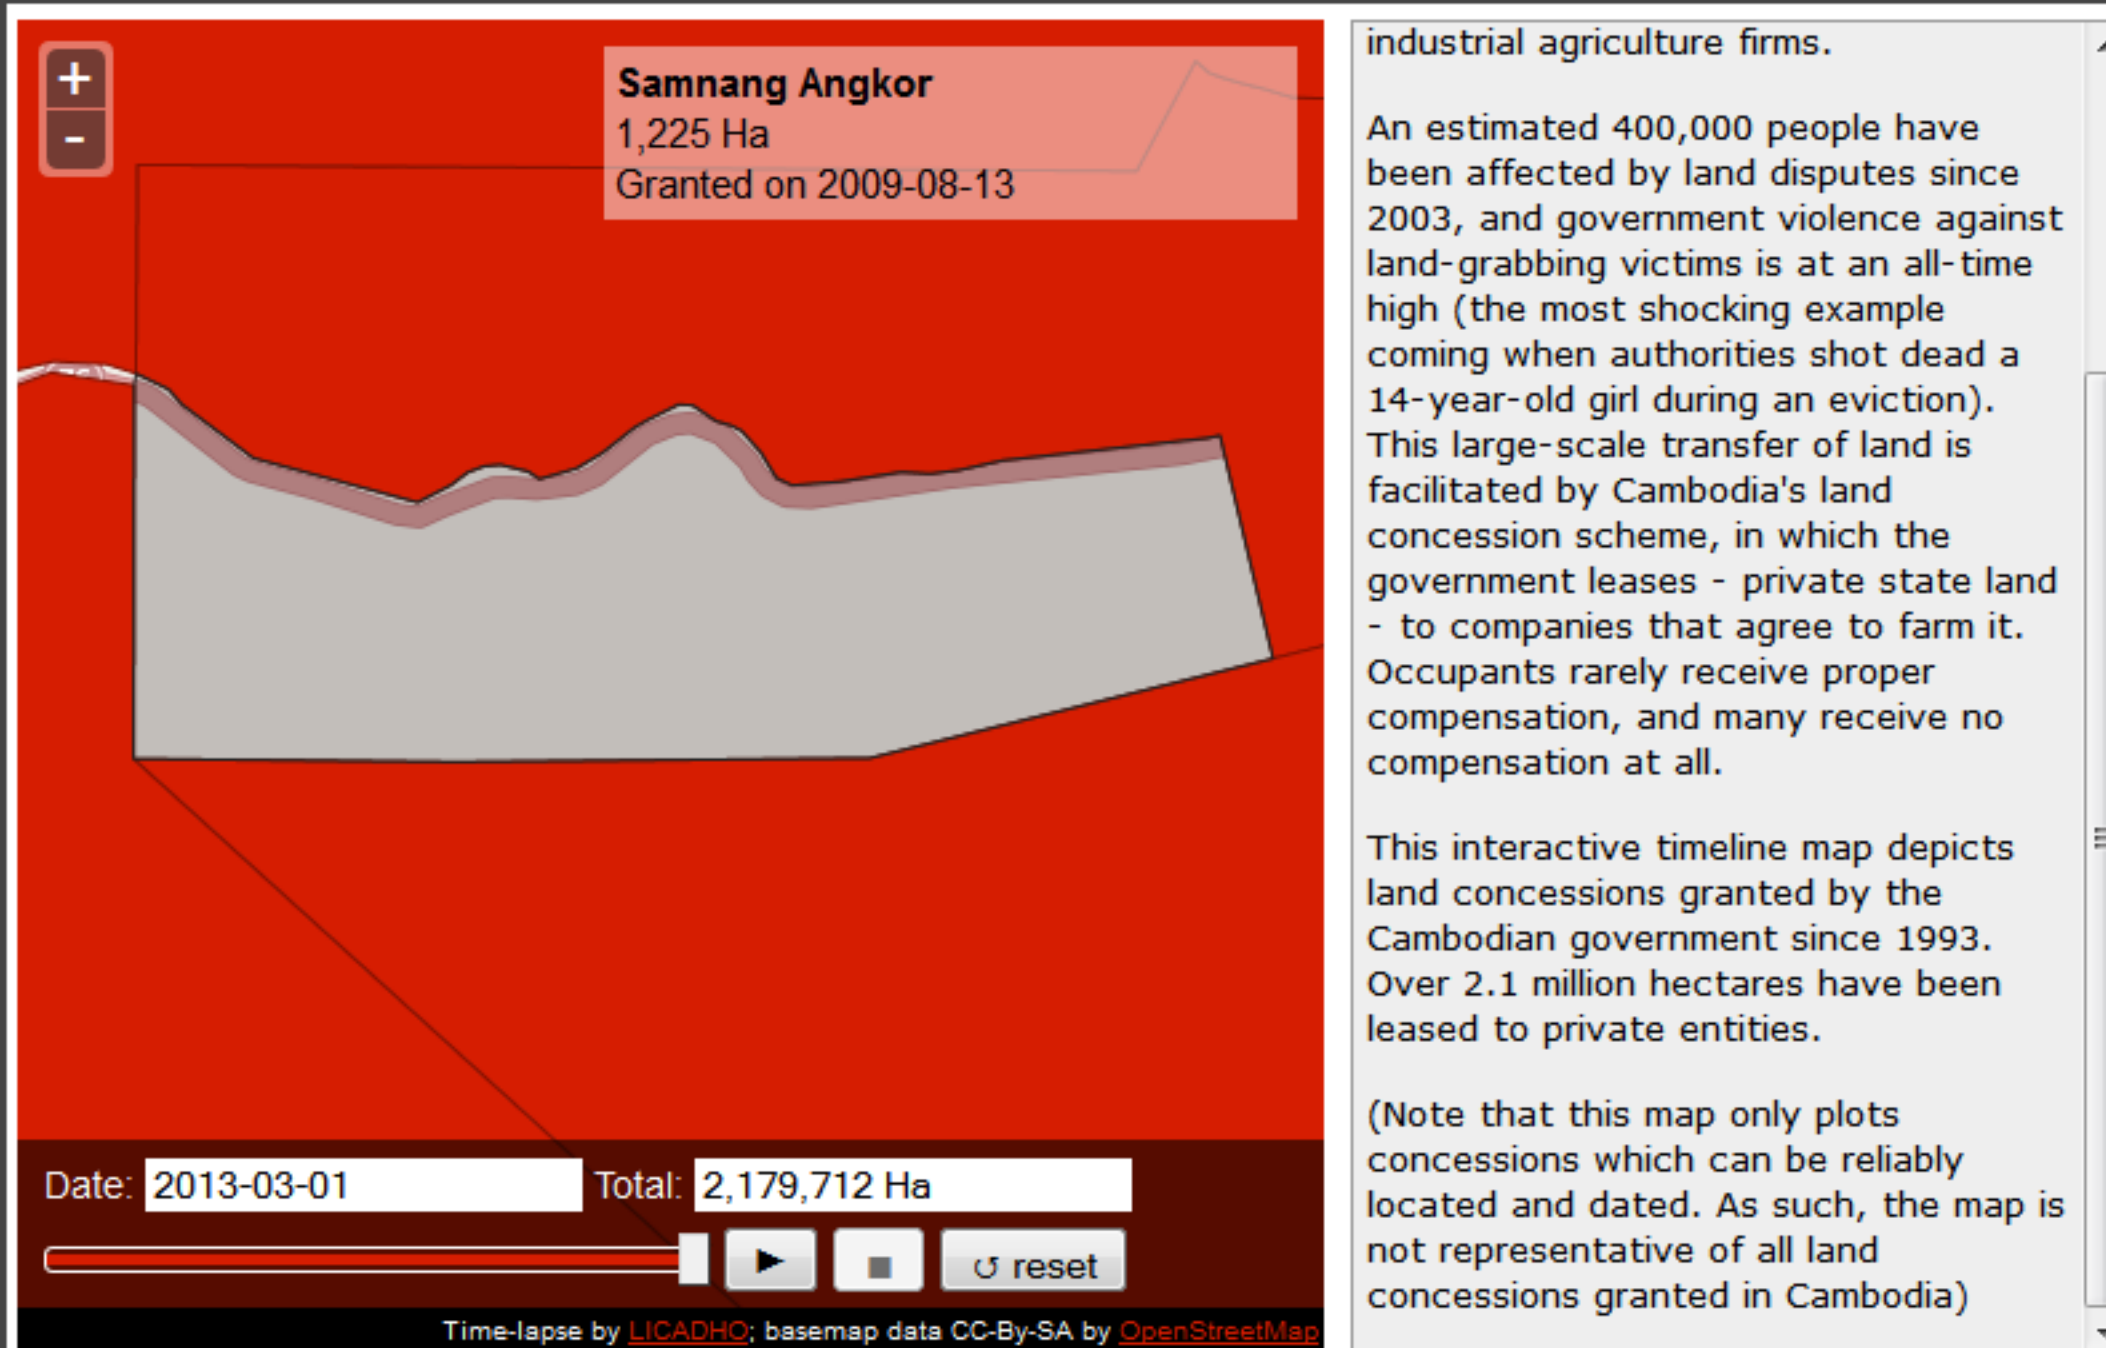 +
-
Samnang Angkor
1,225 Ha
Granted on 2009-08-13
Date: 2013-03-01 Total: 2,179,712 Ha
↺ reset
Time-lapse by LICADHO; basemap data CC-By-SA by OpenStreetMap
industrial agriculture firms.
An estimated 400,000 people have
been affected by land disputes since
2003, and government violence against
land-grabbing victims is at an all-time
high (the most shocking example
coming when authorities shot dead a
14-year-old girl during an eviction).
This large-scale transfer of land is
facilitated by Cambodia's land
concession scheme, in which the
government leases - private state land
- to companies that agree to farm it.
Occupants rarely receive proper
compensation, and many receive no
compensation at all.
This interactive timeline map depicts
land concessions granted by the
Cambodian government since 1993.
Over 2.1 million hectares have been
leased to private entities.
(Note that this map only plots
concessions which can be reliably
located and dated. As such, the map is
not representative of all land
concessions granted in Cambodia)